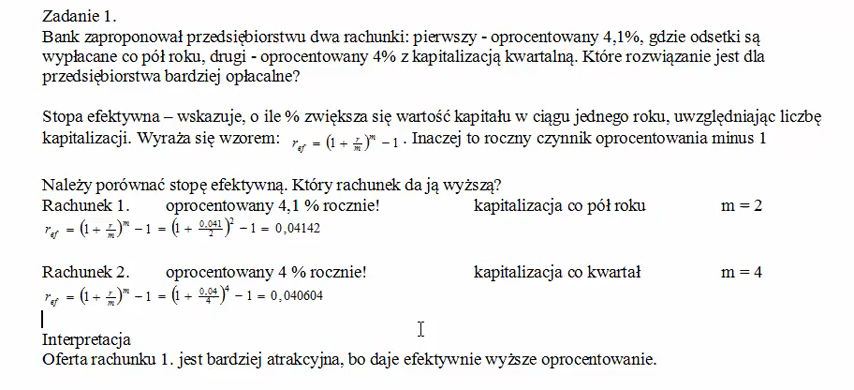 Zadanie 1.
Bank zaproponował przedsiębiorstwu dwa rachunki: pierwszy - oprocentowany 4,1%, gdzie odsetki są
wypłacane co pół roku, drugi - oprocentowany 4% z kapitalizacją kwartalną. Które rozwiązanie jest dla
przedsiębiorstwa bardziej opłacalne?
Stopa efektywna – wskazuje, o ile % zwiększa się wartość kapitału w ciągu jednego roku, uwzględniając liczbę
kapitalizacji. Wyraża się wzorem: r_ef = (1 + r/m)^m − 1. Inaczej to roczny czynnik oprocentowania minus 1
Należy porównać stopę efektywną. Który rachunek da ją wyższą?
Rachunek 1. oprocentowany 4,1 % rocznie! kapitalizacja co pół roku m = 2
r_ef = (1 + r/m)^m − 1 = (1 + 0,041/2)^2 − 1 = 0,04142
Rachunek 2. oprocentowany 4 % rocznie! kapitalizacja co kwartał m = 4
r_ef = (1 + r/m)^m − 1 = (1 + 0,04/4)^4 − 1 = 0,040604
Interpretacja
Oferta rachunku 1. jest bardziej atrakcyjna, bo daje efektywnie wyższe oprocentowanie.